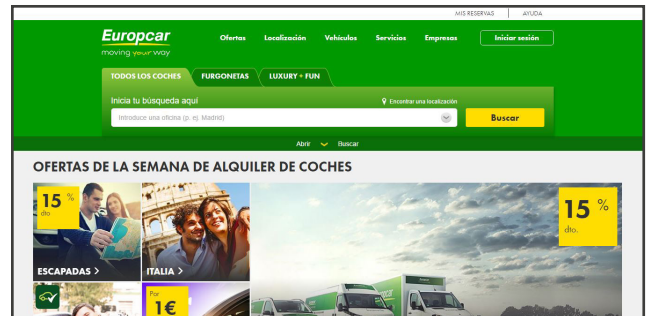 MIS RESERVAS AYUDA
Europcar
moving your way
Ofertas Localización Vehículos Servicios Empresas Iniciar sesión
TODOS LOS COCHES FURGONETAS LUXURY + FUN
Inicia tu búsqueda aquí Encontrar una localización
Introduce una oficina (p. ej. Madrid) Buscar
Abrir Buscar
OFERTAS DE LA SEMANA DE ALQUILER DE COCHES
15 %
dto
15 %
dto.
ESCAPADAS >
ITALIA >
Por
1€